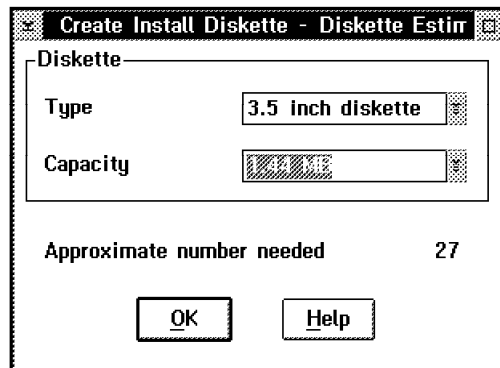 Create Install Diskette - Diskette Estim
Diskette
Type 3.5 inch diskette
Capacity 1.44 MB
Approximate number needed 27
OK Help